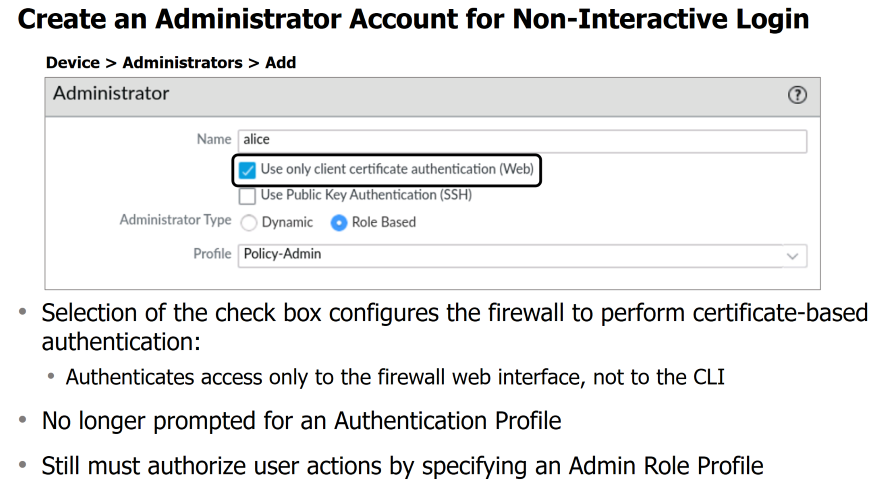 Create an Administrator Account for Non-Interactive Login
Device > Administrators > Add
Administrator
?
Name alice
Use only client certificate authentication (Web)
Use Public Key Authentication (SSH)
Administrator Type Dynamic Role Based
Profile Policy-Admin
• Selection of the check box configures the firewall to perform certificate-based
authentication:
• Authenticates access only to the firewall web interface, not to the CLI
• No longer prompted for an Authentication Profile
• Still must authorize user actions by specifying an Admin Role Profile